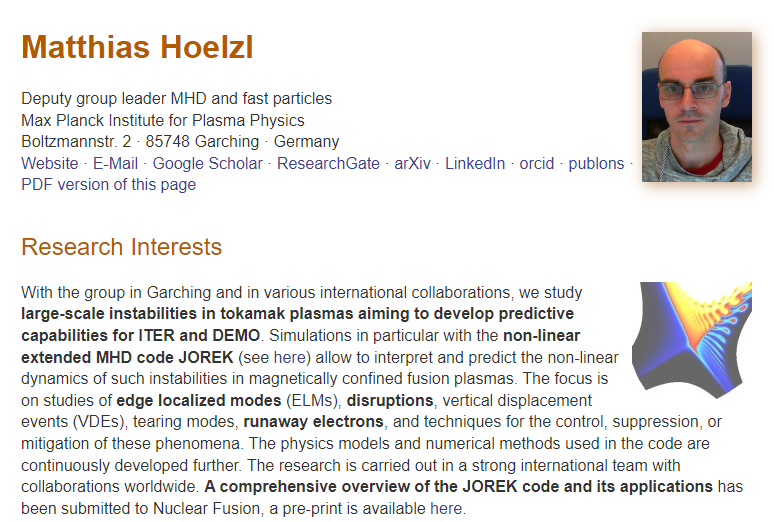 Matthias Hoelzl
Deputy group leader MHD and fast particles
Max Planck Institute for Plasma Physics
Boltzmannstr. 2 · 85748 Garching · Germany
Website · E-Mail · Google Scholar · ResearchGate · arXiv · LinkedIn · orcid · publons ·
PDF version of this page
Research Interests
With the group in Garching and in various international collaborations, we study
large-scale instabilities in tokamak plasmas aiming to develop predictive
capabilities for ITER and DEMO. Simulations in particular with the non-linear
extended MHD code JOREK (see here) allow to interpret and predict the non-linear
dynamics of such instabilities in magnetically confined fusion plasmas. The focus is
on studies of edge localized modes (ELMs), disruptions, vertical displacement
events (VDEs), tearing modes, runaway electrons, and techniques for the control, suppression, or
mitigation of these phenomena. The physics models and numerical methods used in the code are
continuously developed further. The research is carried out in a strong international team with
collaborations worldwide. A comprehensive overview of the JOREK code and its applications has
been submitted to Nuclear Fusion, a pre-print is available here.